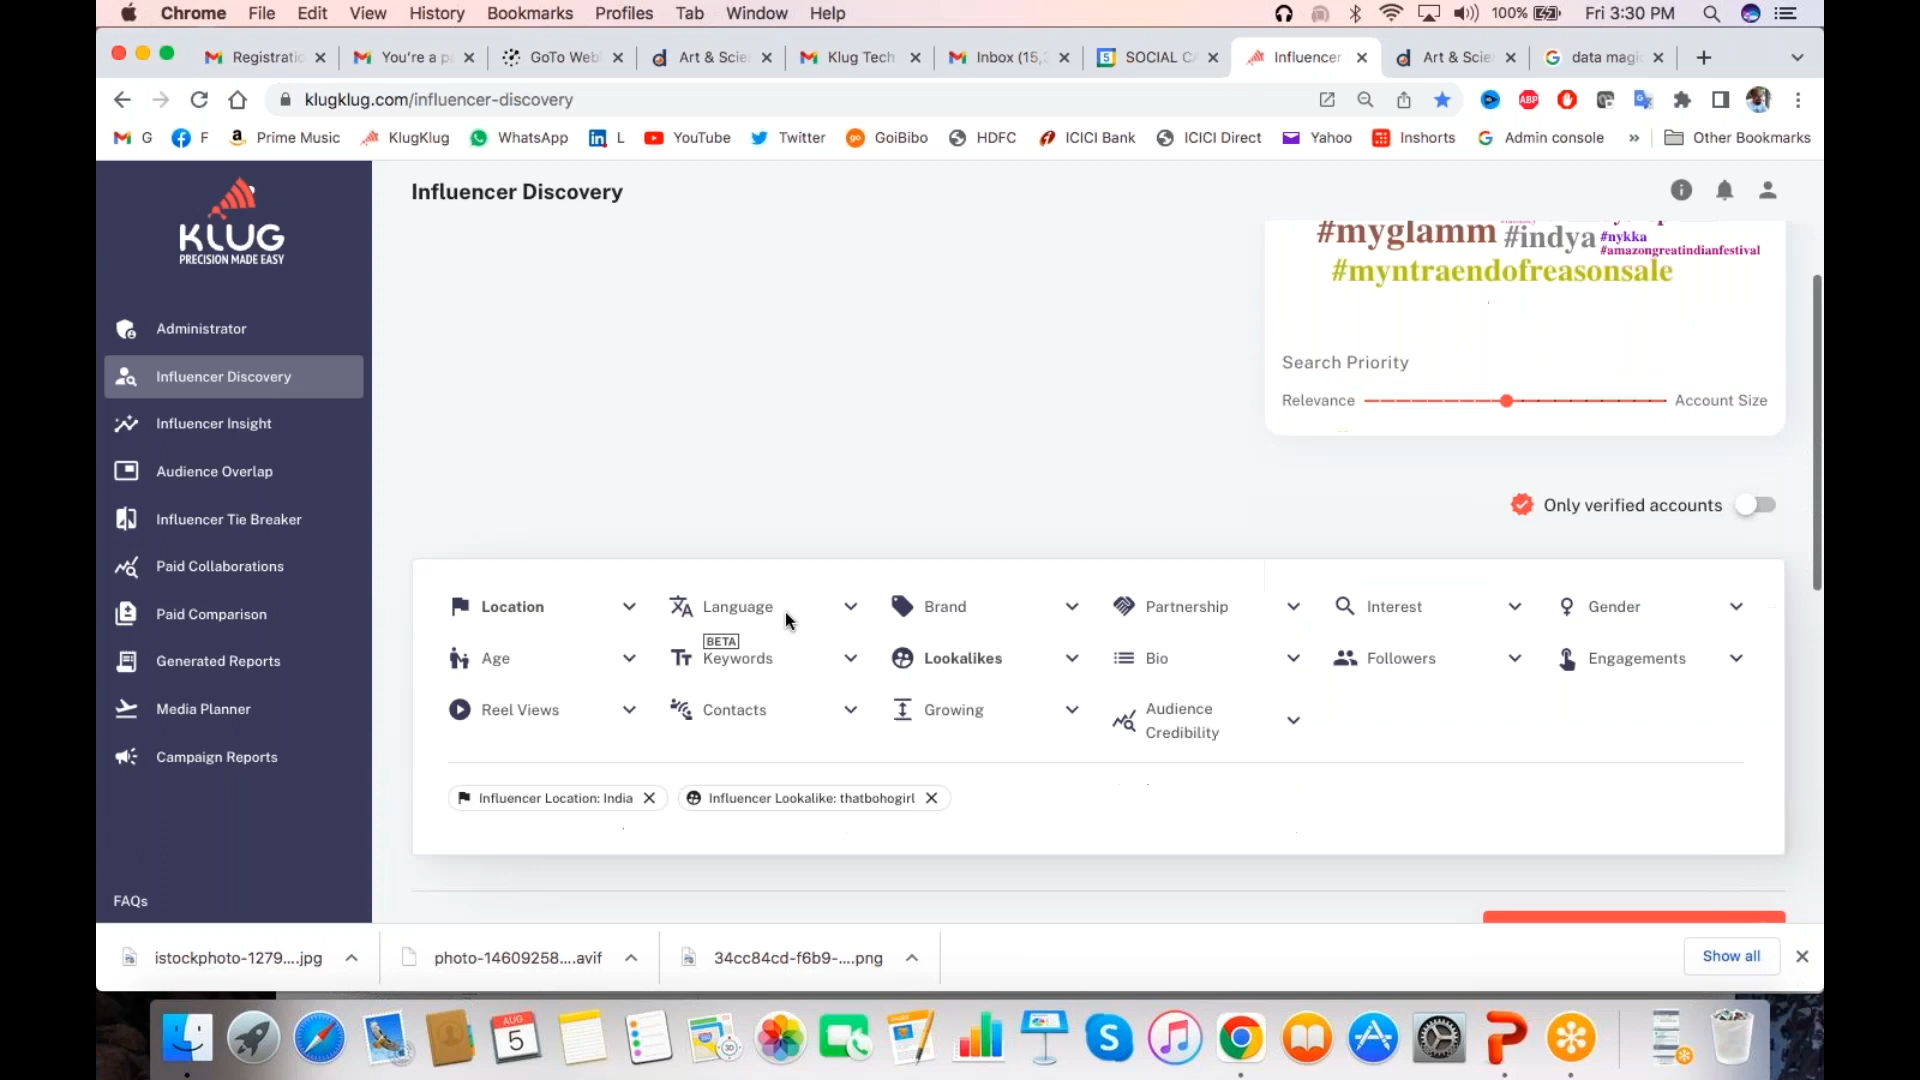 Chrome File Edit View History Bookmarks Profiles Tab Window Help 100% Fri 3:30 PM
Registratic You're a pa GoTo Web Art & Scie Klug Tech Inbox (15, SOCIAL CA Influencer Art & Scie data magi
klugklug.com/influencer-discovery
G F Prime Music KlugKlug WhatsApp L YouTube Twitter GoiBibo HDFC ICICI Bank ICICI Direct Yahoo Inshorts Admin console » Other Bookmarks
KLUG
PRECISION MADE EASY
Administrator
Influencer Discovery
Influencer Insight
Audience Overlap
Influencer Tie Breaker
Paid Collaborations
Paid Comparison
Generated Reports
Media Planner
Campaign Reports
FAQs
Influencer Discovery
#myglamm #indya #nykka
#amazongreatindianfestival
#myntraendofreasonsale
Search Priority
Relevance Account Size
Only verified accounts
Location Language Brand Partnership Interest Gender
Age Keywords BETA Lookalikes Bio Followers Engagements
Reel Views Contacts Growing Audience Credibility
Influencer Location: India Influencer Lookalike: thatbohogirl
istockphoto-1279....jpg photo-14609258....avif 34cc84cd-f6b9-....png Show all
AUG
5